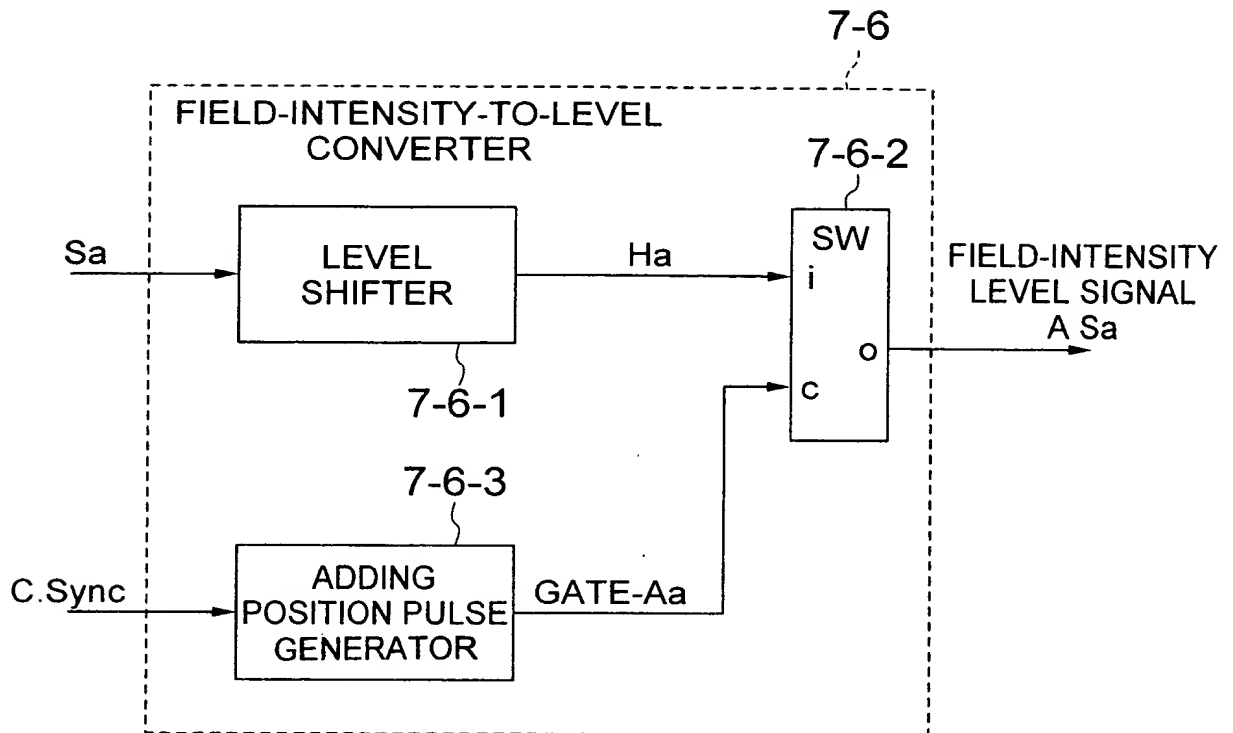 7-6
FIELD-INTENSITY-TO-LEVEL
CONVERTER
7-6-2
Sa
LEVEL
SHIFTER
Ha
SW
i
o
c
FIELD-INTENSITY
LEVEL SIGNAL
A Sa
7-6-1
7-6-3
C.Sync
ADDING
POSITION PULSE
GENERATOR
GATE-Aa